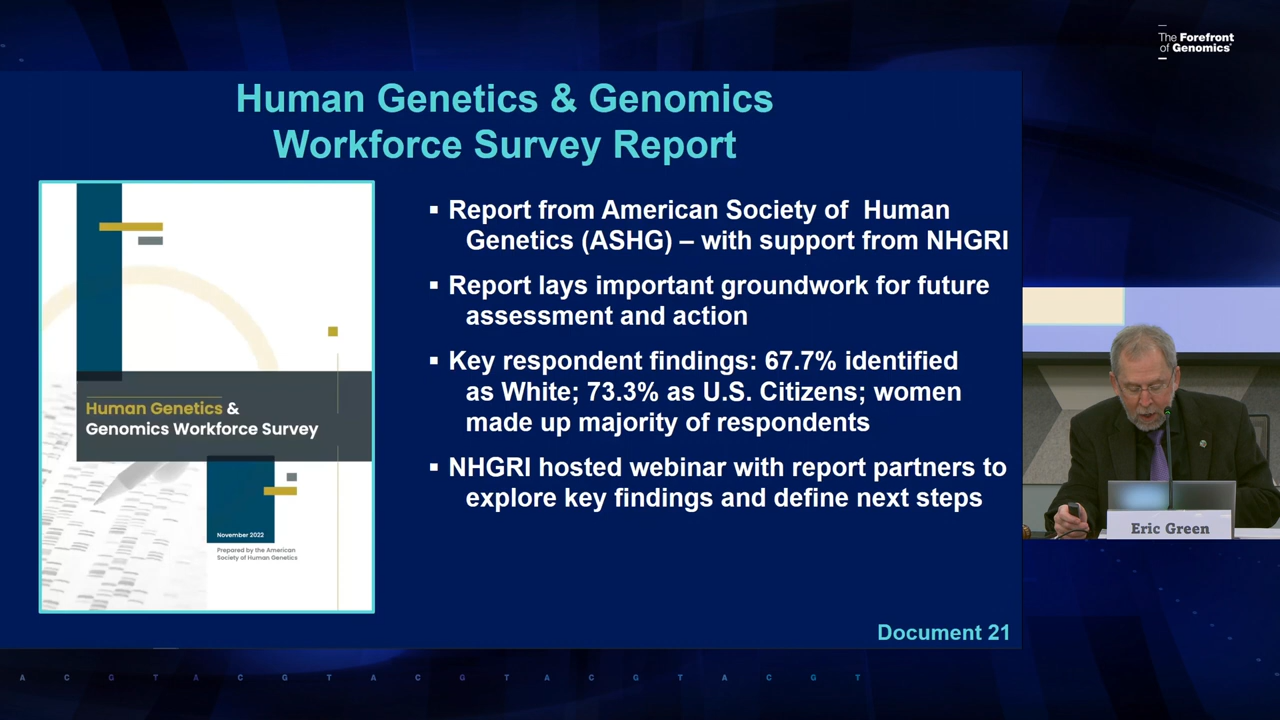 The Forefront
of Genomics®
Human Genetics & Genomics
Workforce Survey Report
Human Genetics &
Genomics Workforce Survey
November 2022
Prepared by the American
Society of Human Genetics
▪ Report from American Society of Human
Genetics (ASHG) – with support from NHGRI
▪ Report lays important groundwork for future
assessment and action
▪ Key respondent findings: 67.7% identified
as White; 73.3% as U.S. Citizens; women
made up majority of respondents
▪ NHGRI hosted webinar with report partners to
explore key findings and define next steps
Document 21
Eric Green
A C G T A C G T A C G T A C G T A C G T